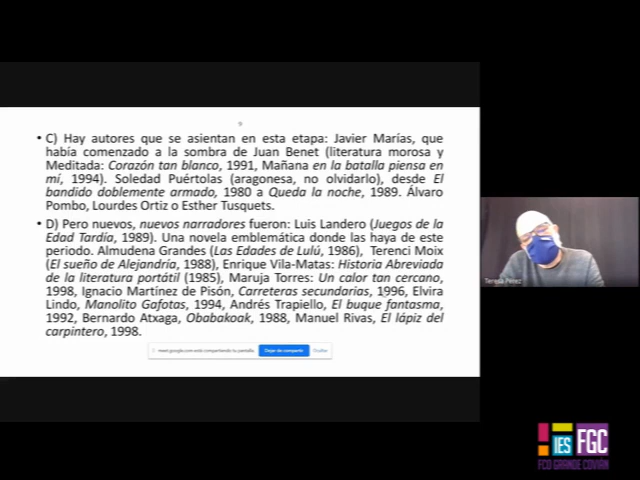 • C) Hay autores que se asientan en esta etapa: Javier Marías, que
había comenzado a la sombra de Juan Benet (literatura morosa y
Meditada: Corazón tan blanco, 1991, Mañana en la batalla piensa en
mí, 1994). Soledad Puértolas (aragonesa, no olvidarlo), desde El
bandido doblemente armado, 1980 a Queda la noche, 1989. Álvaro
Pombo, Lourdes Ortiz o Esther Tusquets.
• D) Pero nuevos, nuevos narradores fueron: Luis Landero (Juegos de la
Edad Tardía, 1989). Una novela emblemática donde las haya de este
periodo. Almudena Grandes (Las Edades de Lulú, 1986), Terenci Moix
(El sueño de Alejandría, 1988), Enrique Vila-Matas: Historia Abreviada
de la literatura portátil (1985), Maruja Torres: Un calor tan cercano,
1998, Ignacio Martínez de Pisón, Carreteras secundarias, 1996, Elvira
Lindo, Manolito Gafotas, 1994, Andrés Trapiello, El buque fantasma,
1992, Bernardo Atxaga, Obabakoak, 1988, Manuel Rivas, El lápiz del
carpintero, 1998.
meet.google.com está compartiendo tu pantalla.
Dejar de compartir
Ocultar
Teresa Pérez
IES FGC
FCO GRANDE COVIÁN